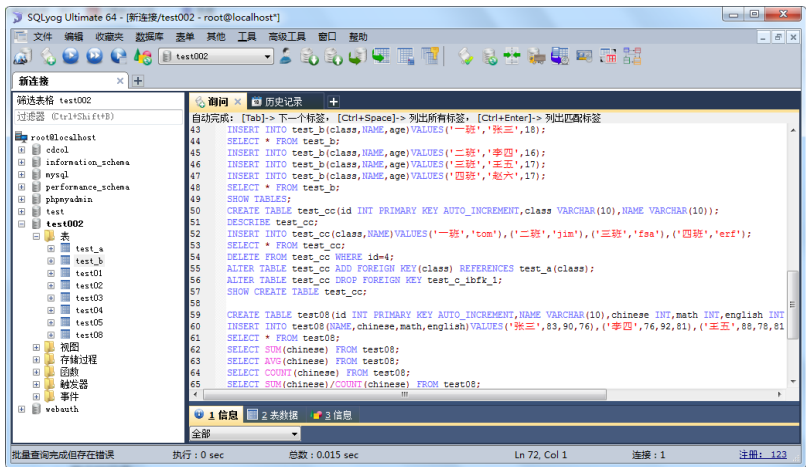 SQLyog Ultimate 64 - [新连接/test002 - root@localhost*]
文件 编辑 收藏夹 数据库 表单 其他 工具 高级工具 窗口 帮助
test002
新连接
筛选表格 test002
过滤器 (Ctrl+Shift+B)
root@localhost
cdcol
information_schema
mysql
performance_schema
phpmyadmin
test
test002
表
test_a
test_b
test01
test02
test03
test04
test05
test08
视图
存储过程
函数
触发器
事件
webauth
询问 历史记录
自动完成: [Tab]-> 下一个标签, [Ctrl+Space]-> 列出所有标签, [Ctrl+Enter]-> 列出匹配标签
43 INSERT INTO test_b(class,NAME,age)VALUES('一班','张三',18);
44 SELECT * FROM test_b;
45 INSERT INTO test_b(class,NAME,age)VALUES('二班','李四',16);
46 INSERT INTO test_b(class,NAME,age)VALUES('三班','王五',17);
47 INSERT INTO test_b(class,NAME,age)VALUES('四班','赵六',17);
48 SELECT * FROM test_b;
49 SHOW TABLES;
50 CREATE TABLE test_cc(id INT PRIMARY KEY AUTO_INCREMENT,class VARCHAR(10),NAME VARCHAR(10));
51 DESCRIBE test_cc;
52 INSERT INTO test_cc(class,NAME)VALUES('一班','tom'),('二班','jim'),('三班','fsa'),('四班','erf');
53 SELECT * FROM test_cc;
54 DELETE FROM test_cc WHERE id=4;
55 ALTER TABLE test_cc ADD FOREIGN KEY(class) REFERENCES test_a(class);
56 ALTER TABLE test_cc DROP FOREIGN KEY test_c_ibfk_1;
57 SHOW CREATE TABLE test_cc;
58
59 CREATE TABLE test08(id INT PRIMARY KEY AUTO_INCREMENT,NAME VARCHAR(10),chinese INT,math INT,english INT
60 INSERT INTO test08(NAME,chinese,math,english)VALUES('张三',83,90,76),('李四',76,92,81),('王五',88,78,81
61 SELECT * FROM test08;
62 SELECT SUM(chinese) FROM test08;
63 SELECT AVG(chinese) FROM test08;
64 SELECT COUNT(chinese) FROM test08;
65 SELECT SUM(chinese)/COUNT(chinese) FROM test08;
1 信息 2 表数据 3 信息
全部
批量查询完成但存在错误 执行：0 sec 总数：0.015 sec Ln 72, Col 1 连接：1 注册: 123